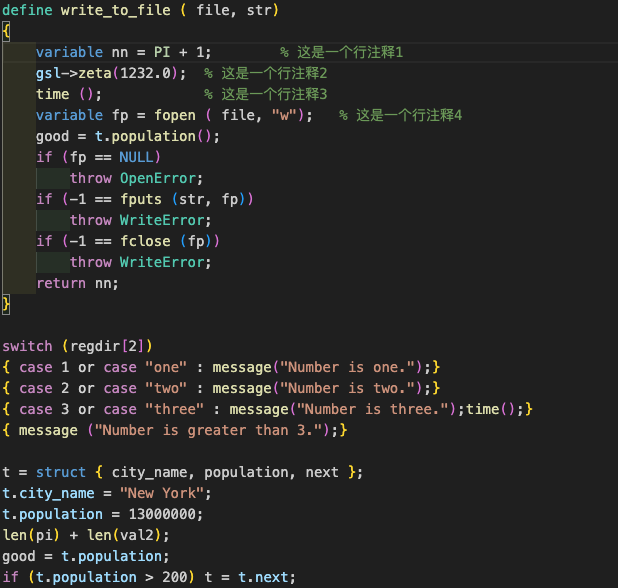 define write_to_file ( file, str)
{
    variable nn = PI + 1;        % 这是一个行注释1
    gsl->zeta(1232.0);  % 这是一个行注释2
    time ();            % 这是一个行注释3
    variable fp = fopen ( file, "w");   % 这是一个行注释4
    good = t.population();
    if (fp == NULL)
        throw OpenError;
    if (-1 == fputs (str, fp))
        throw WriteError;
    if (-1 == fclose (fp))
        throw WriteError;
    return nn;
}
switch (regdir[2])
{ case 1 or case "one" : message("Number is one.");}
{ case 2 or case "two" : message("Number is two.");}
{ case 3 or case "three" : message("Number is three.");time();}
{ message ("Number is greater than 3.");}
t = struct { city_name, population, next };
t.city_name = "New York";
t.population = 13000000;
len(pi) + len(val2);
good = t.population;
if (t.population > 200) t = t.next;